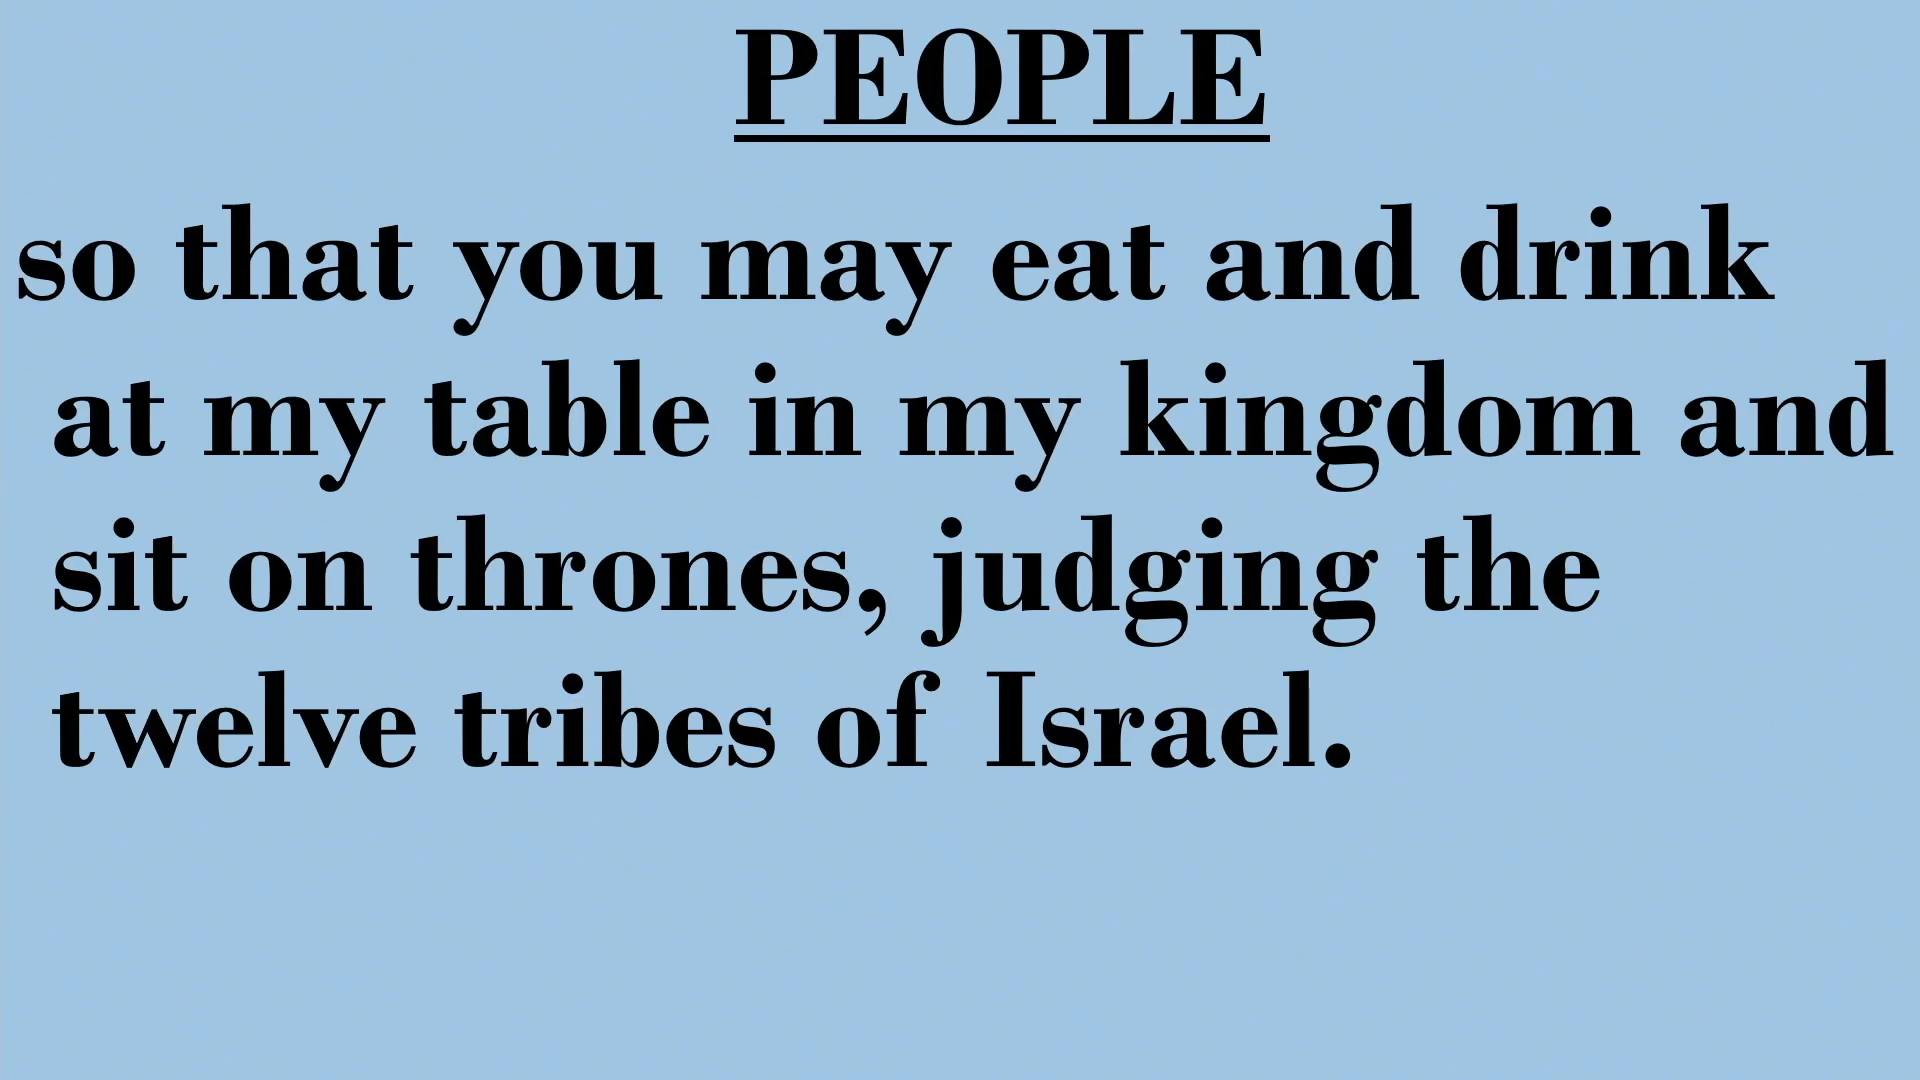 PEOPLE
so that you may eat and drink
at my table in my kingdom and
sit on thrones, judging the
twelve tribes of Israel.